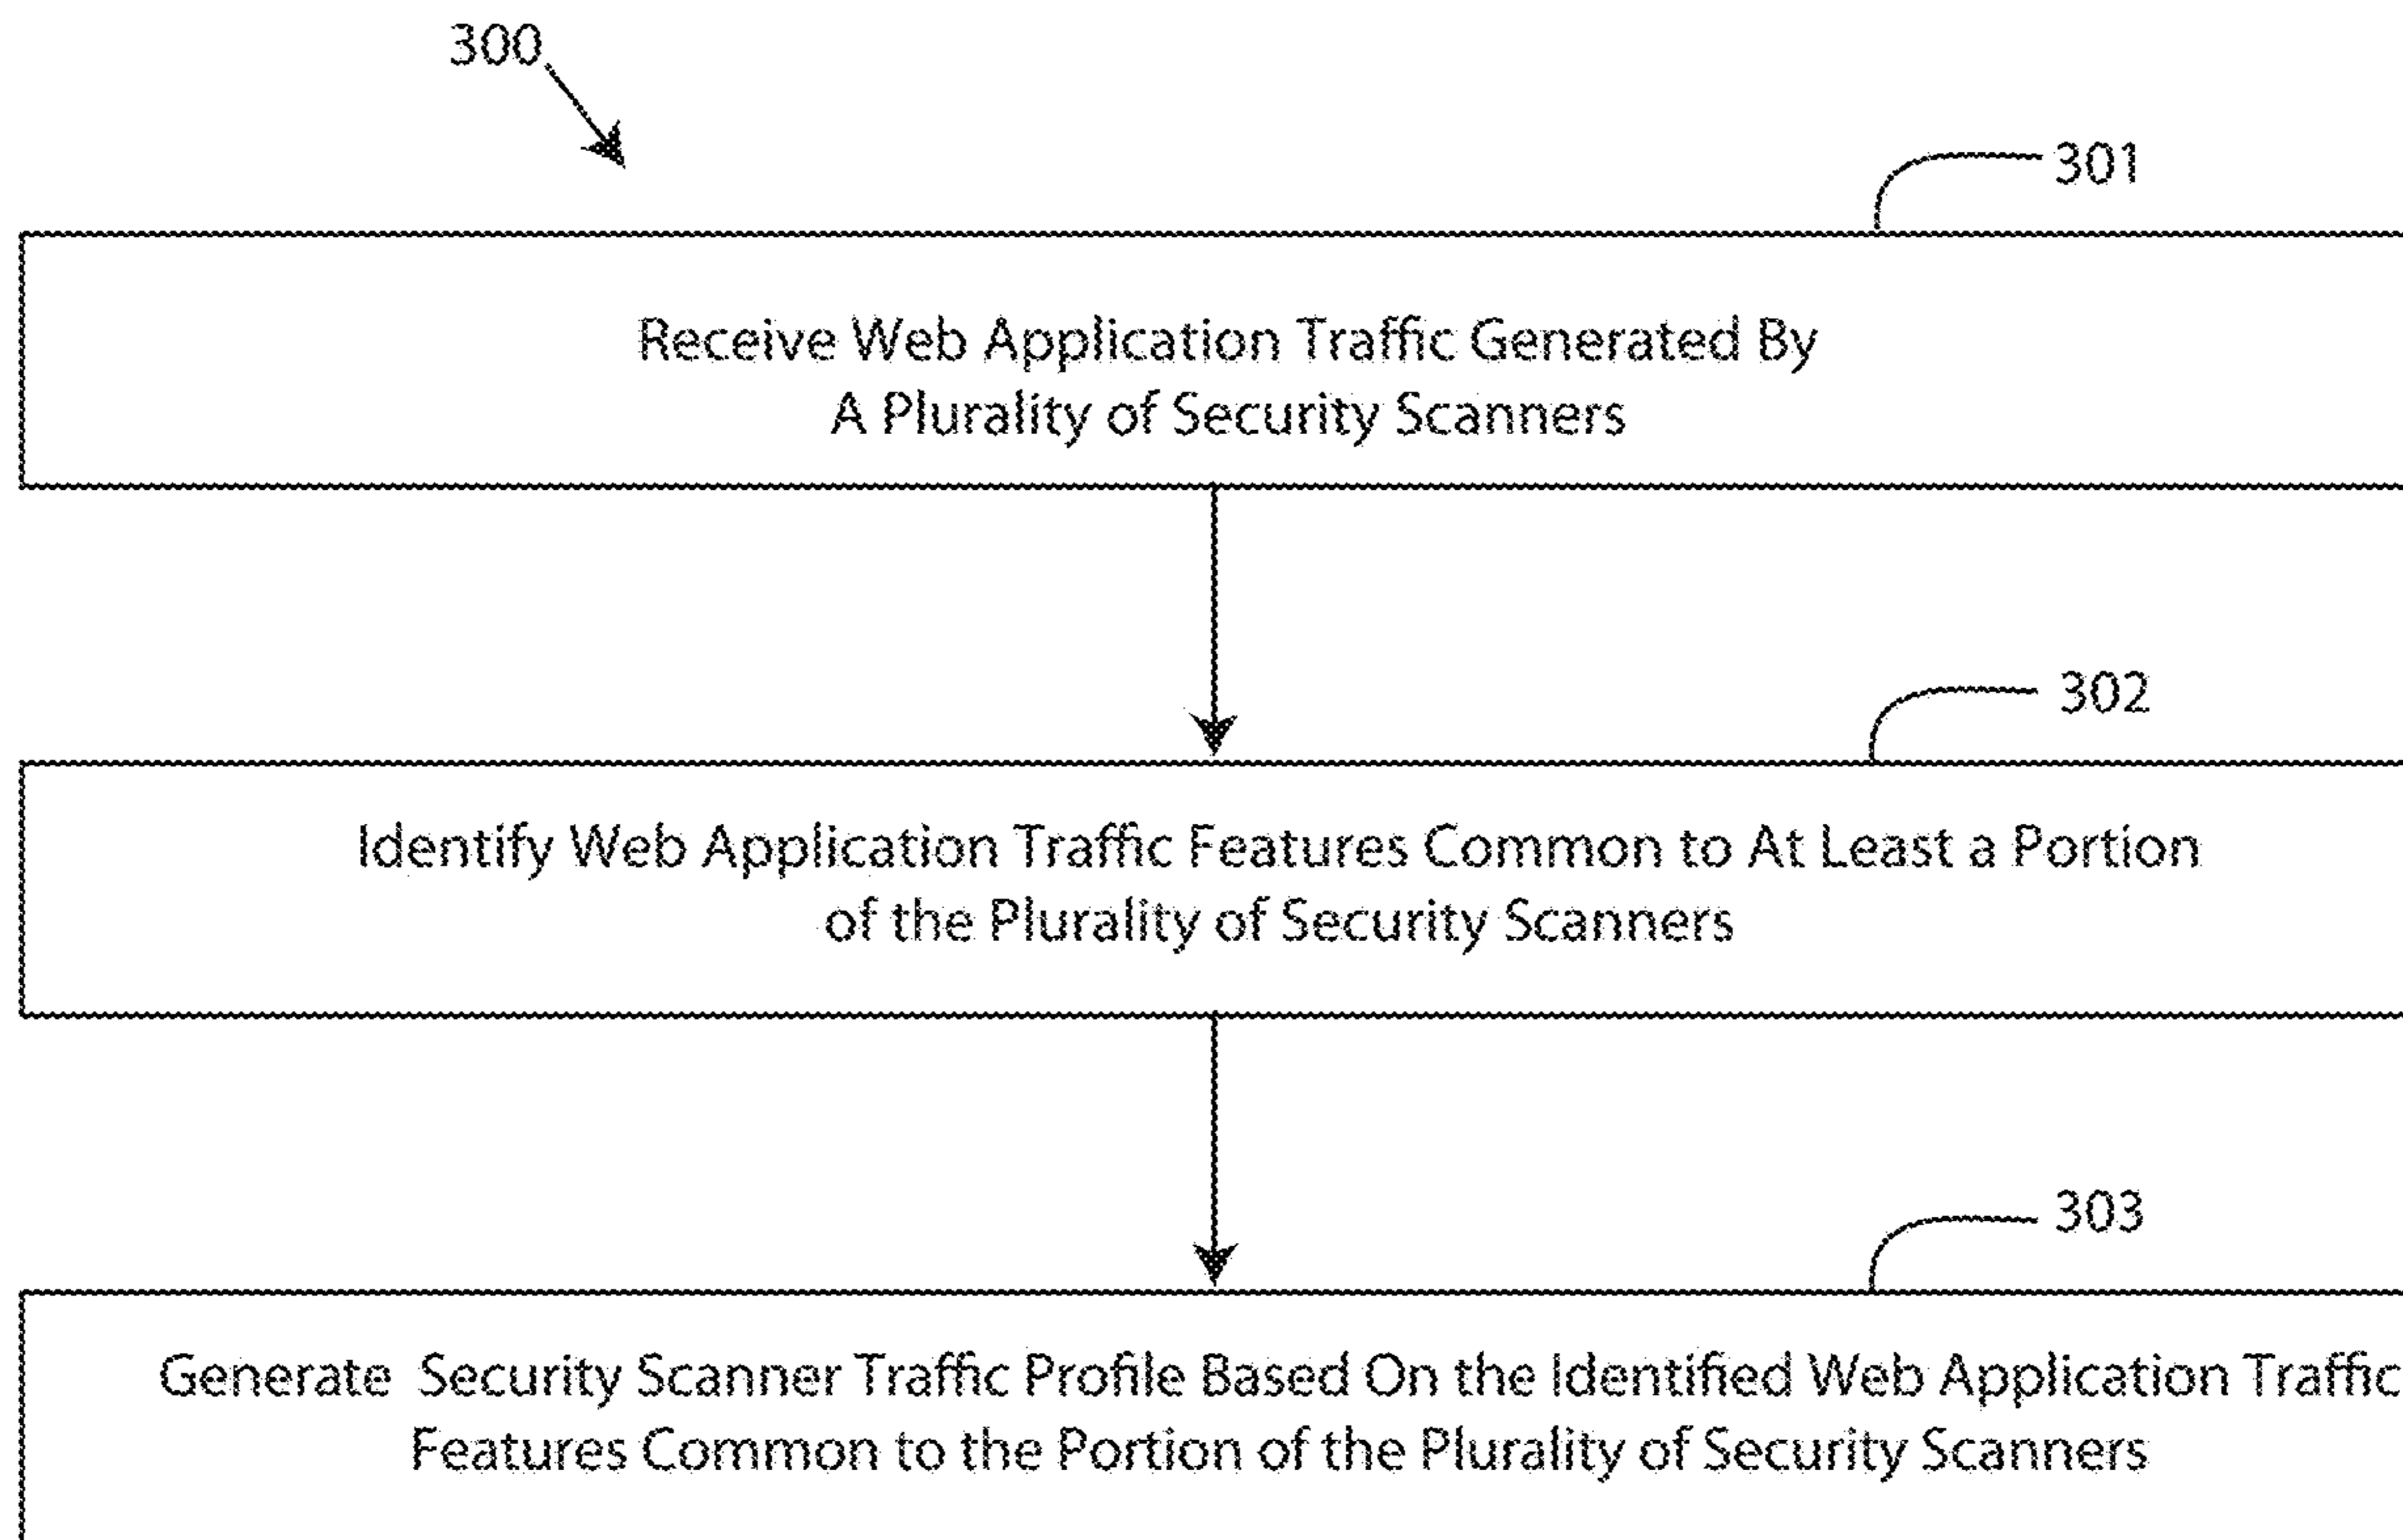 300
301
Receive Web Application Traffic Generated By
A Plurality of Security Scanners
302
Identify Web Application Traffic Features Common to At Least a Portion
of the Plurality of Security Scanners
303
Generate Security Scanner Traffic Profile Based On the Identified Web Application Traffic
Features Common to the Portion of the Plurality of Security Scanners